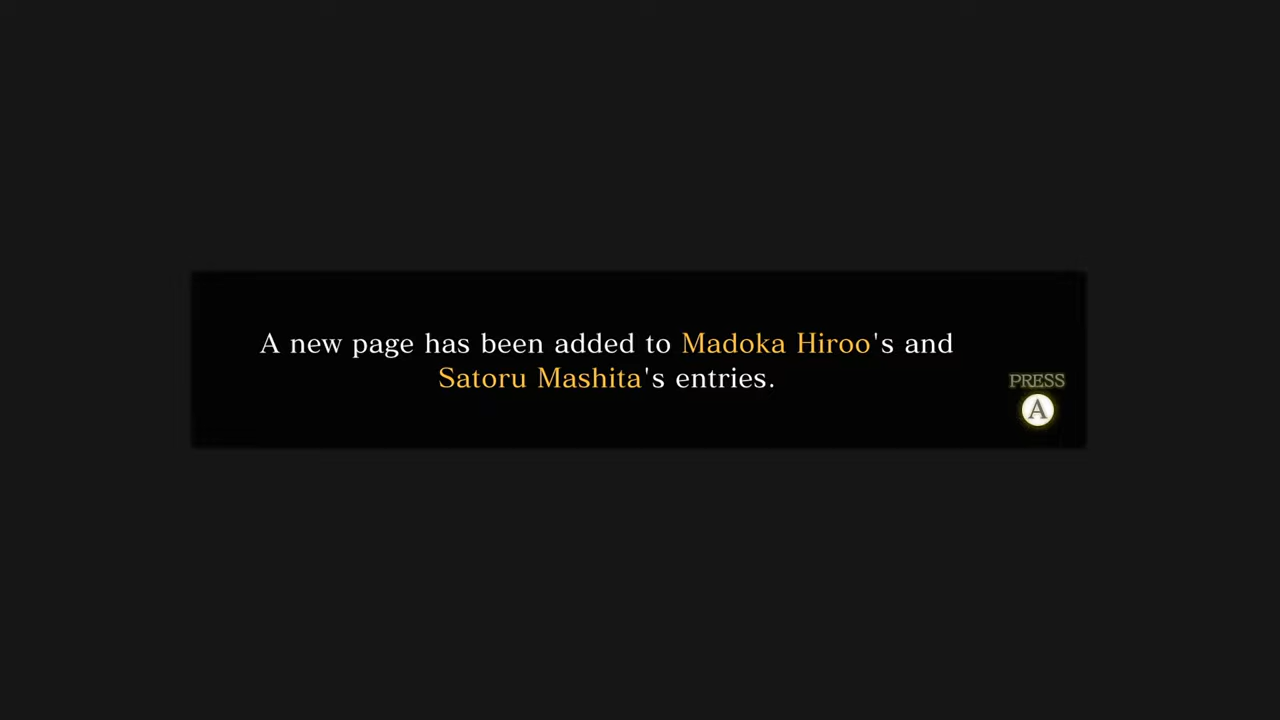 A new page has been added to Madoka Hiroo's and
Satoru Mashita's entries.
PRESS
A